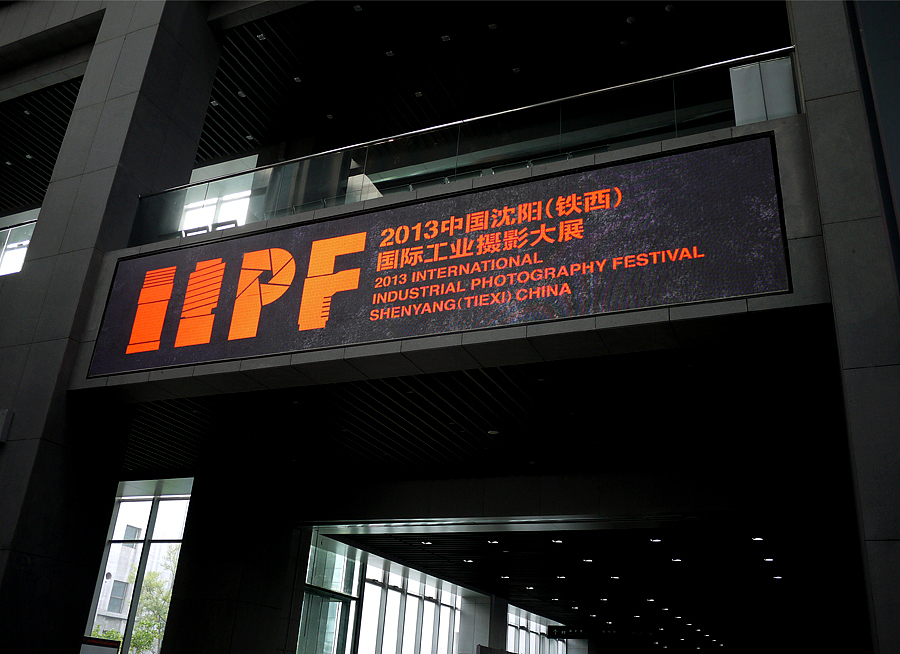 IIPF
2013中国沈阳(铁西)
国际工业摄影大展
2013 INTERNATIONAL
INDUSTRIAL PHOTOGRAPHY FESTIVAL
SHENYANG(TIEXI) CHINA